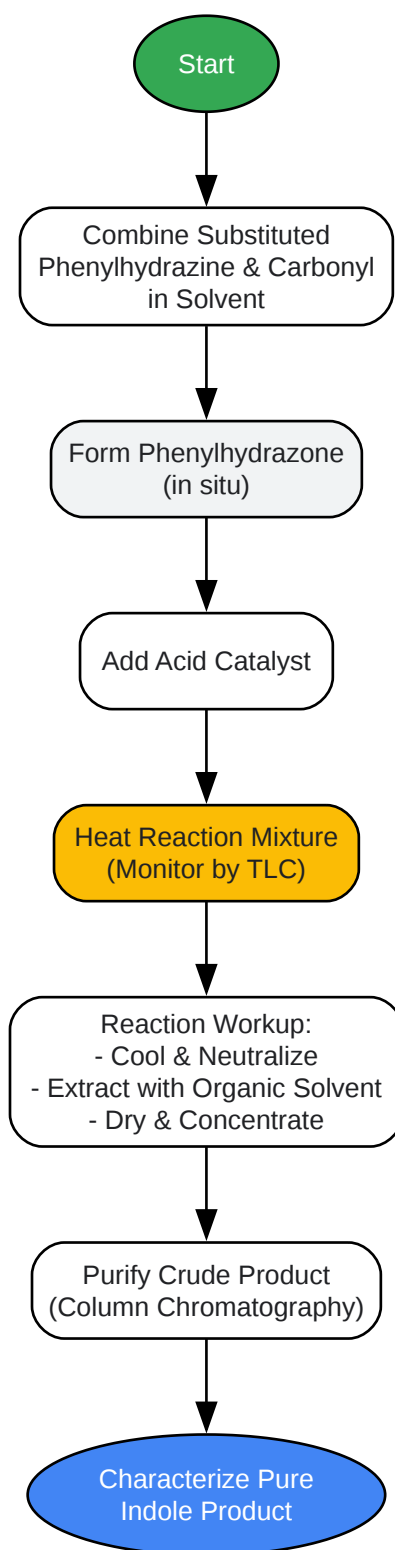 Start
Combine Substituted
Phenylhydrazine & Carbonyl
in Solvent
Form Phenylhydrazone
(in situ)
Add Acid Catalyst
Heat Reaction Mixture
(Monitor by TLC)
Reaction Workup:
- Cool & Neutralize
- Extract with Organic Solvent
- Dry & Concentrate
Purify Crude Product
(Column Chromatography)
Characterize Pure
Indole Product